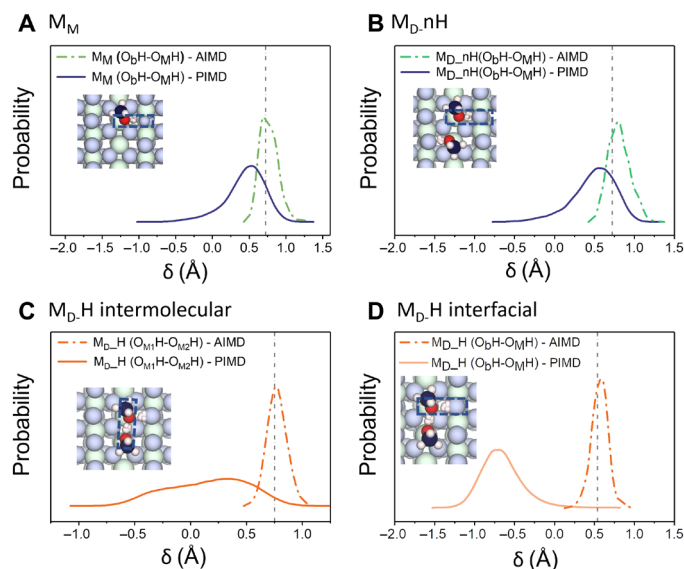 A M_M
M_M (O_bH-O_MH) - AIMD
M_M (O_bH-O_MH) - PIMD
Probability
-2.0 -1.5 -1.0 -0.5 0.0 0.5 1.0 1.5
δ (Å)
B M_D-nH
M_D_nH(O_bH-O_MH) - AIMD
M_D_nH(O_bH-O_MH) - PIMD
Probability
-2.0 -1.5 -1.0 -0.5 0.0 0.5 1.0 1.5
δ (Å)
C M_D-H intermolecular
M_D_H (O_M1H-O_M2H) - AIMD
M_D_H (O_M1H-O_M2H) - PIMD
Probability
-1.0 -0.5 0.0 0.5 1.0
δ (Å)
D M_D-H interfacial
M_D_H (O_bH-O_MH) - AIMD
M_D_H (O_bH-O_MH) - PIMD
Probability
-2.0 -1.5 -1.0 -0.5 0.0 0.5 1.0 1.5
δ (Å)